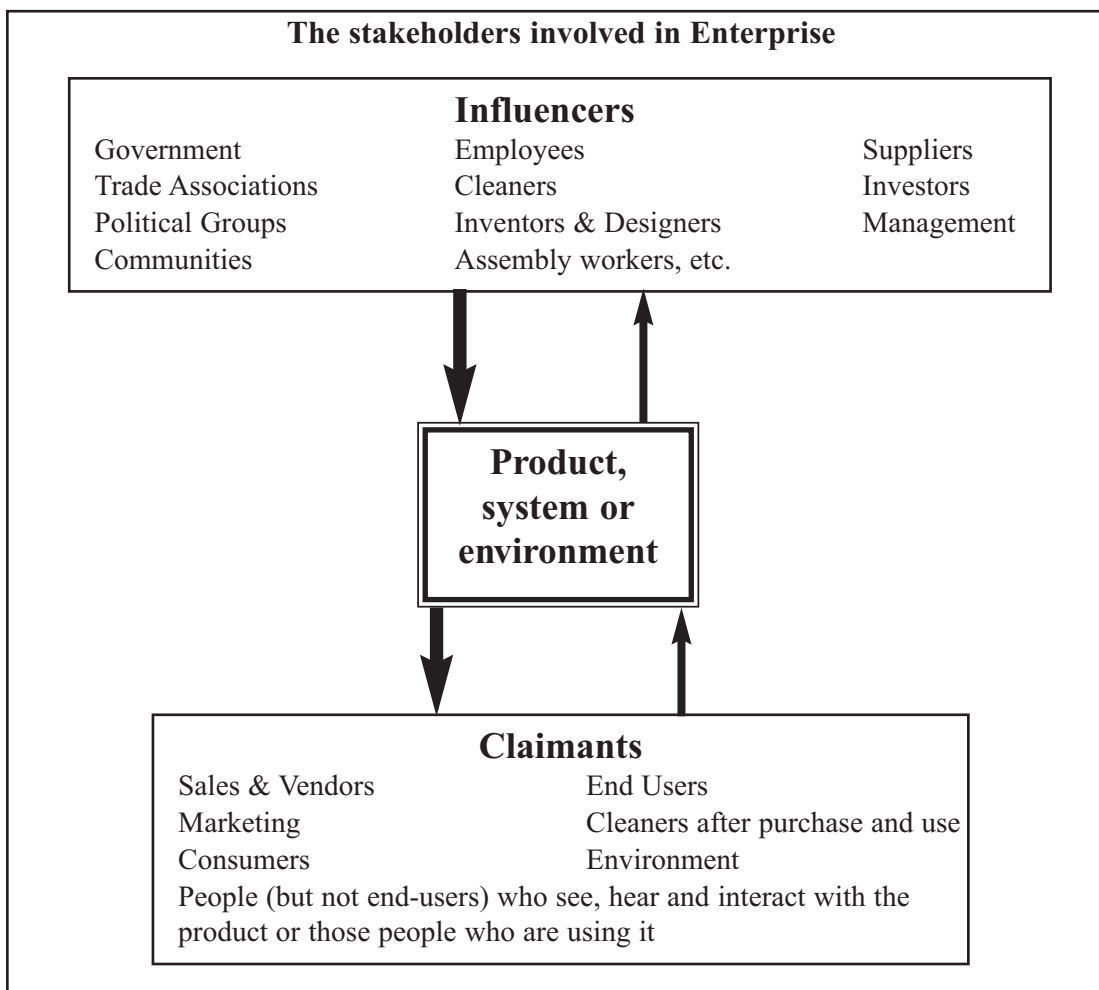 The stakeholders involved in Enterprise
Influencers
Government
Trade Associations
Political Groups
Communities
Employees
Cleaners
Inventors & Designers
Assembly workers, etc.
Suppliers
Investors
Management
Product,
system or
environment
Claimants
Sales & Vendors
Marketing
Consumers
End Users
Cleaners after purchase and use
Environment
People (but not end-users) who see, hear and interact with the
product or those people who are using it